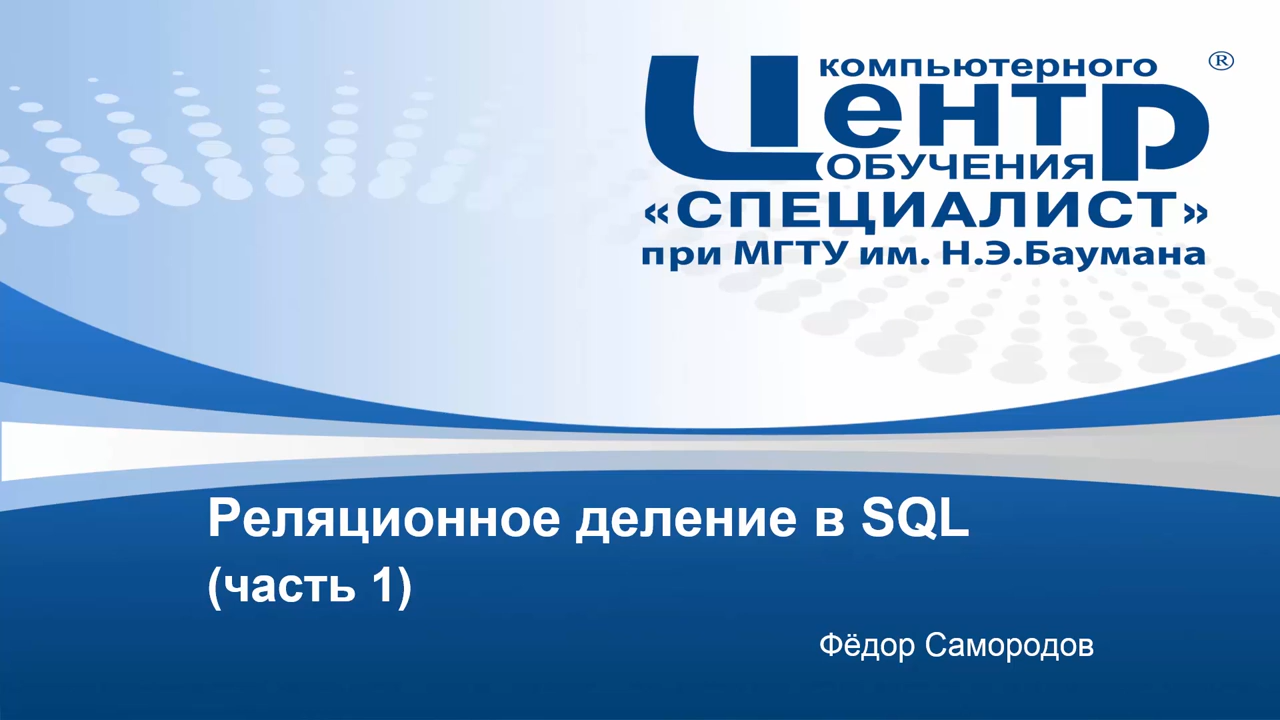 компьютерного ®
Центр
ОБУЧЕНИЯ
«СПЕЦИАЛИСТ»
при МГТУ им. Н.Э.Баумана
Реляционное деление в SQL
(часть 1)
Фёдор Самородов